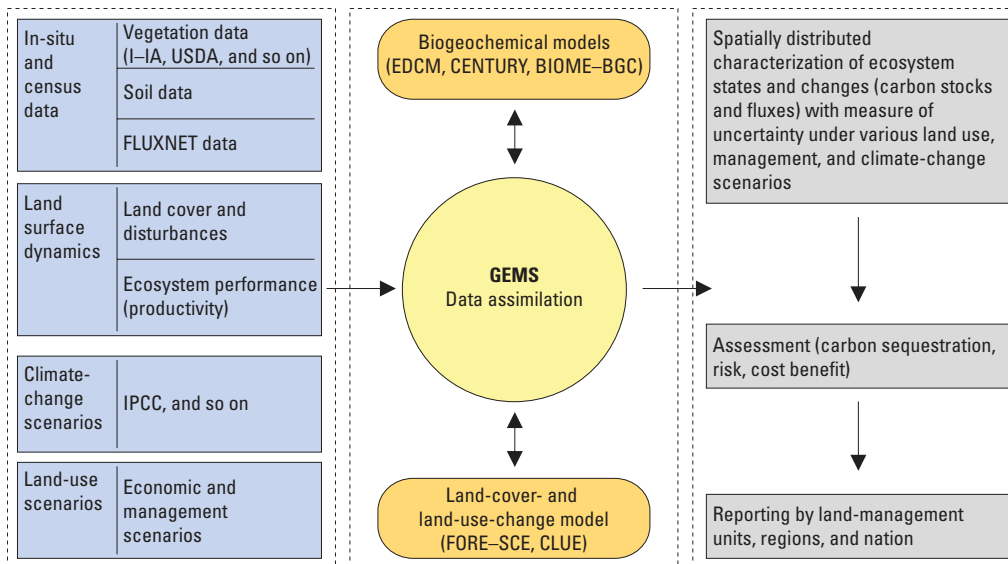 In-situ
and
census
data
Vegetation data
(I–IA, USDA, and so on)
Soil data
FLUXNET data
Land
surface
dynamics
Land cover and
disturbances
Ecosystem performance
(productivity)
Climate-
change
scenarios
IPCC, and so on
Land-use
scenarios
Economic and
management
scenarios
Biogeochemical models
(EDCM, CENTURY, BIOME–BGC)
GEMS
Data assimilation
Land-cover- and
land-use-change model
(FORE–SCE, CLUE)
Spatially distributed
characterization of ecosystem
states and changes (carbon stocks
and fluxes) with measure of
uncertainty under various land use,
management, and climate-change
scenarios
Assessment (carbon sequestration,
risk, cost benefit)
Reporting by land-management
units, regions, and nation